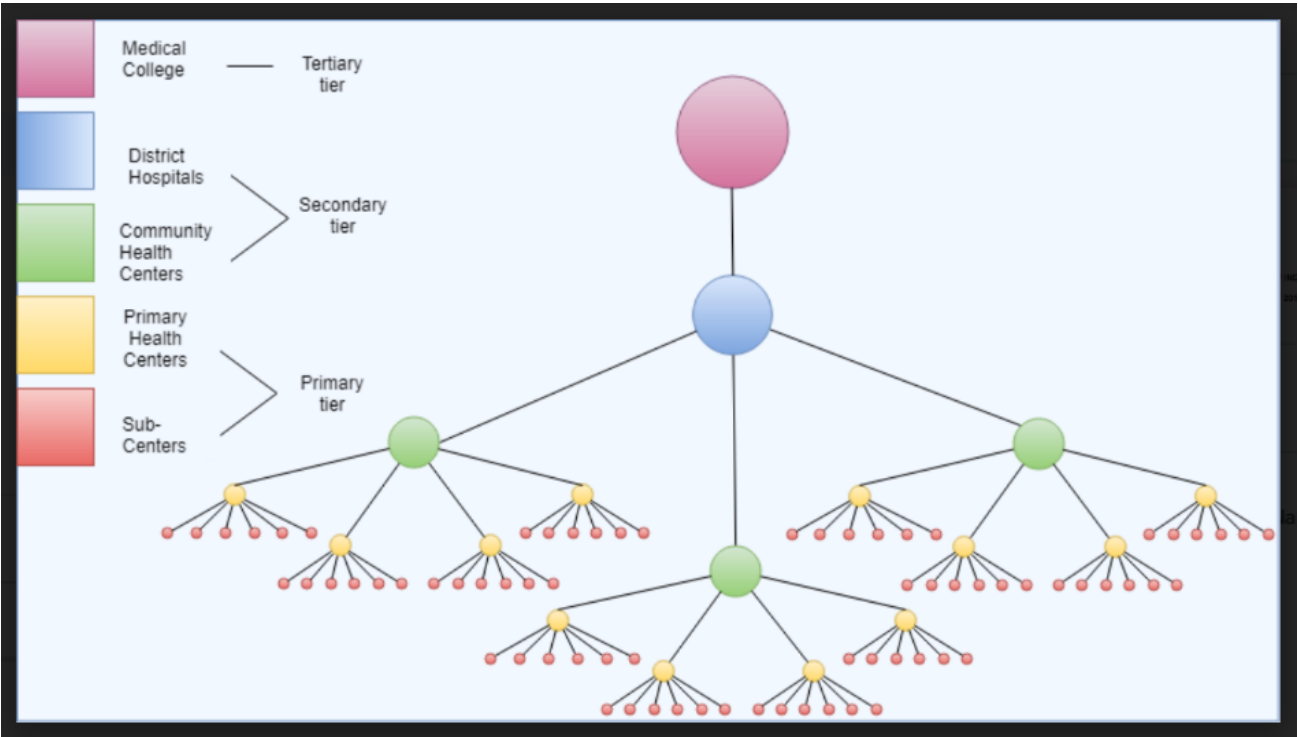 Medical
College
Tertiary
tier
District
Hospitals
Secondary
tier
Community
Health
Centers
Primary
Health
Centers
Primary
tier
Sub-
Centers